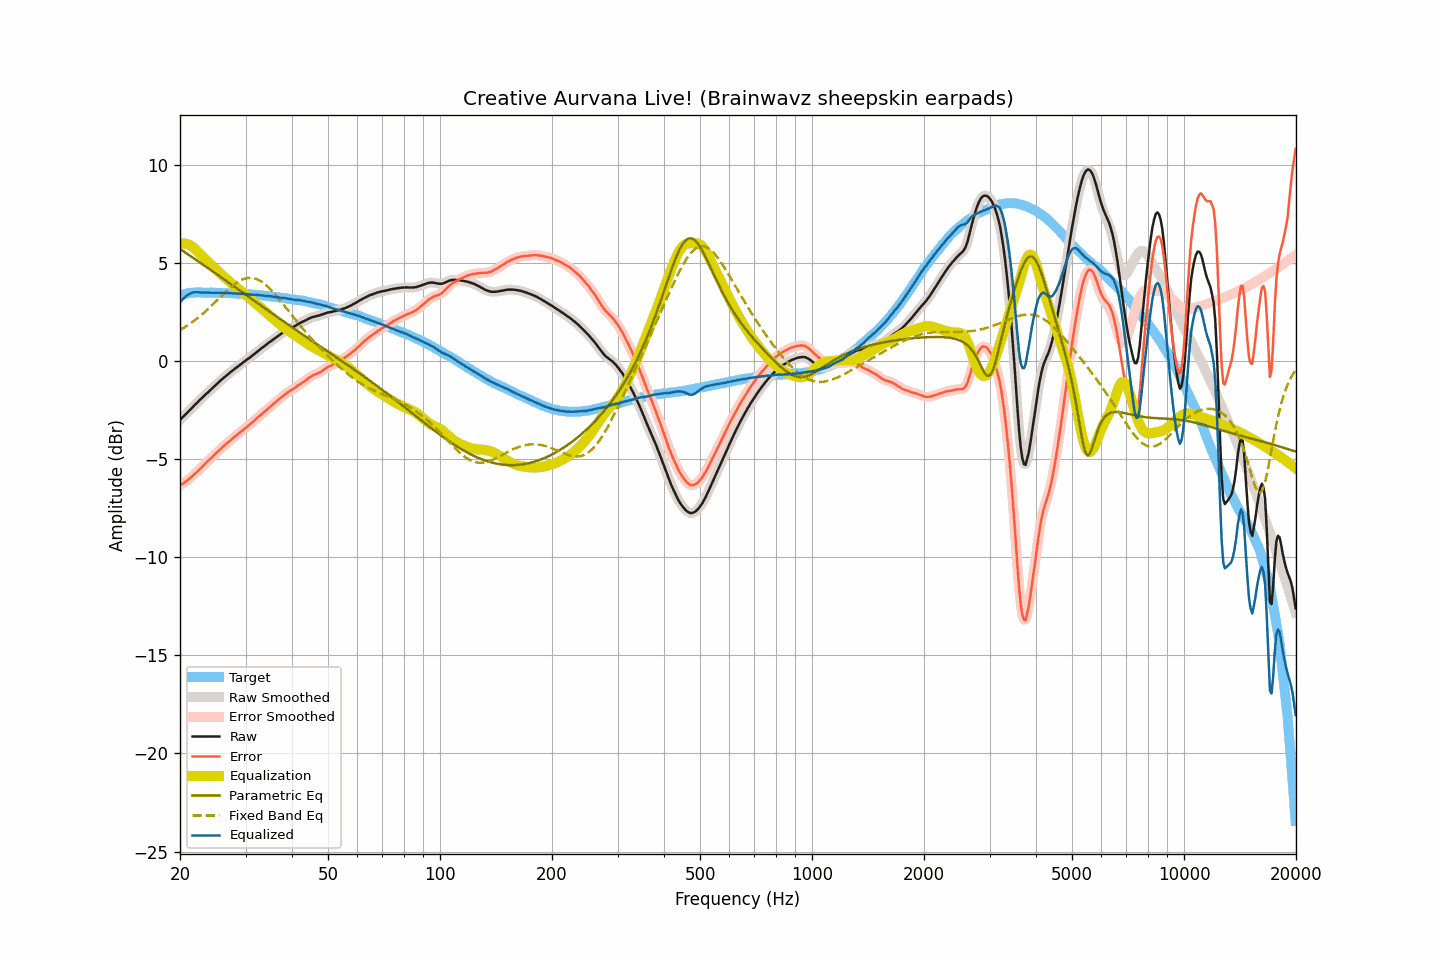 Creative Aurvana Live! (Brainwavz sheepskin earpads)
Amplitude (dBr)
10
5
0
−5
−10
−15
−20
−25
Target
Raw Smoothed
Error Smoothed
Raw
Error
Equalization
Parametric Eq
Fixed Band Eq
Equalized
20 50 100 200 500 1000 2000 5000 10000 20000
Frequency (Hz)